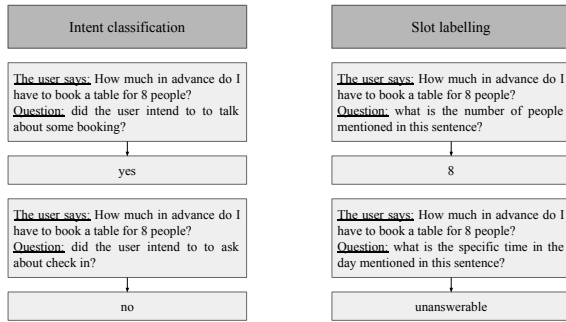 Intent classification
The user says: How much in advance do I
have to book a table for 8 people?
Question: did the user intend to to talk
about some booking?
yes
The user says: How much in advance do I
have to book a table for 8 people?
Question: did the user intend to to ask
about check in?
no
Slot labelling
The user says: How much in advance do I
have to book a table for 8 people?
Question: what is the number of people
mentioned in this sentence?
8
The user says: How much in advance do I
have to book a table for 8 people?
Question: what is the specific time in the
day mentioned in this sentence?
unanswerable